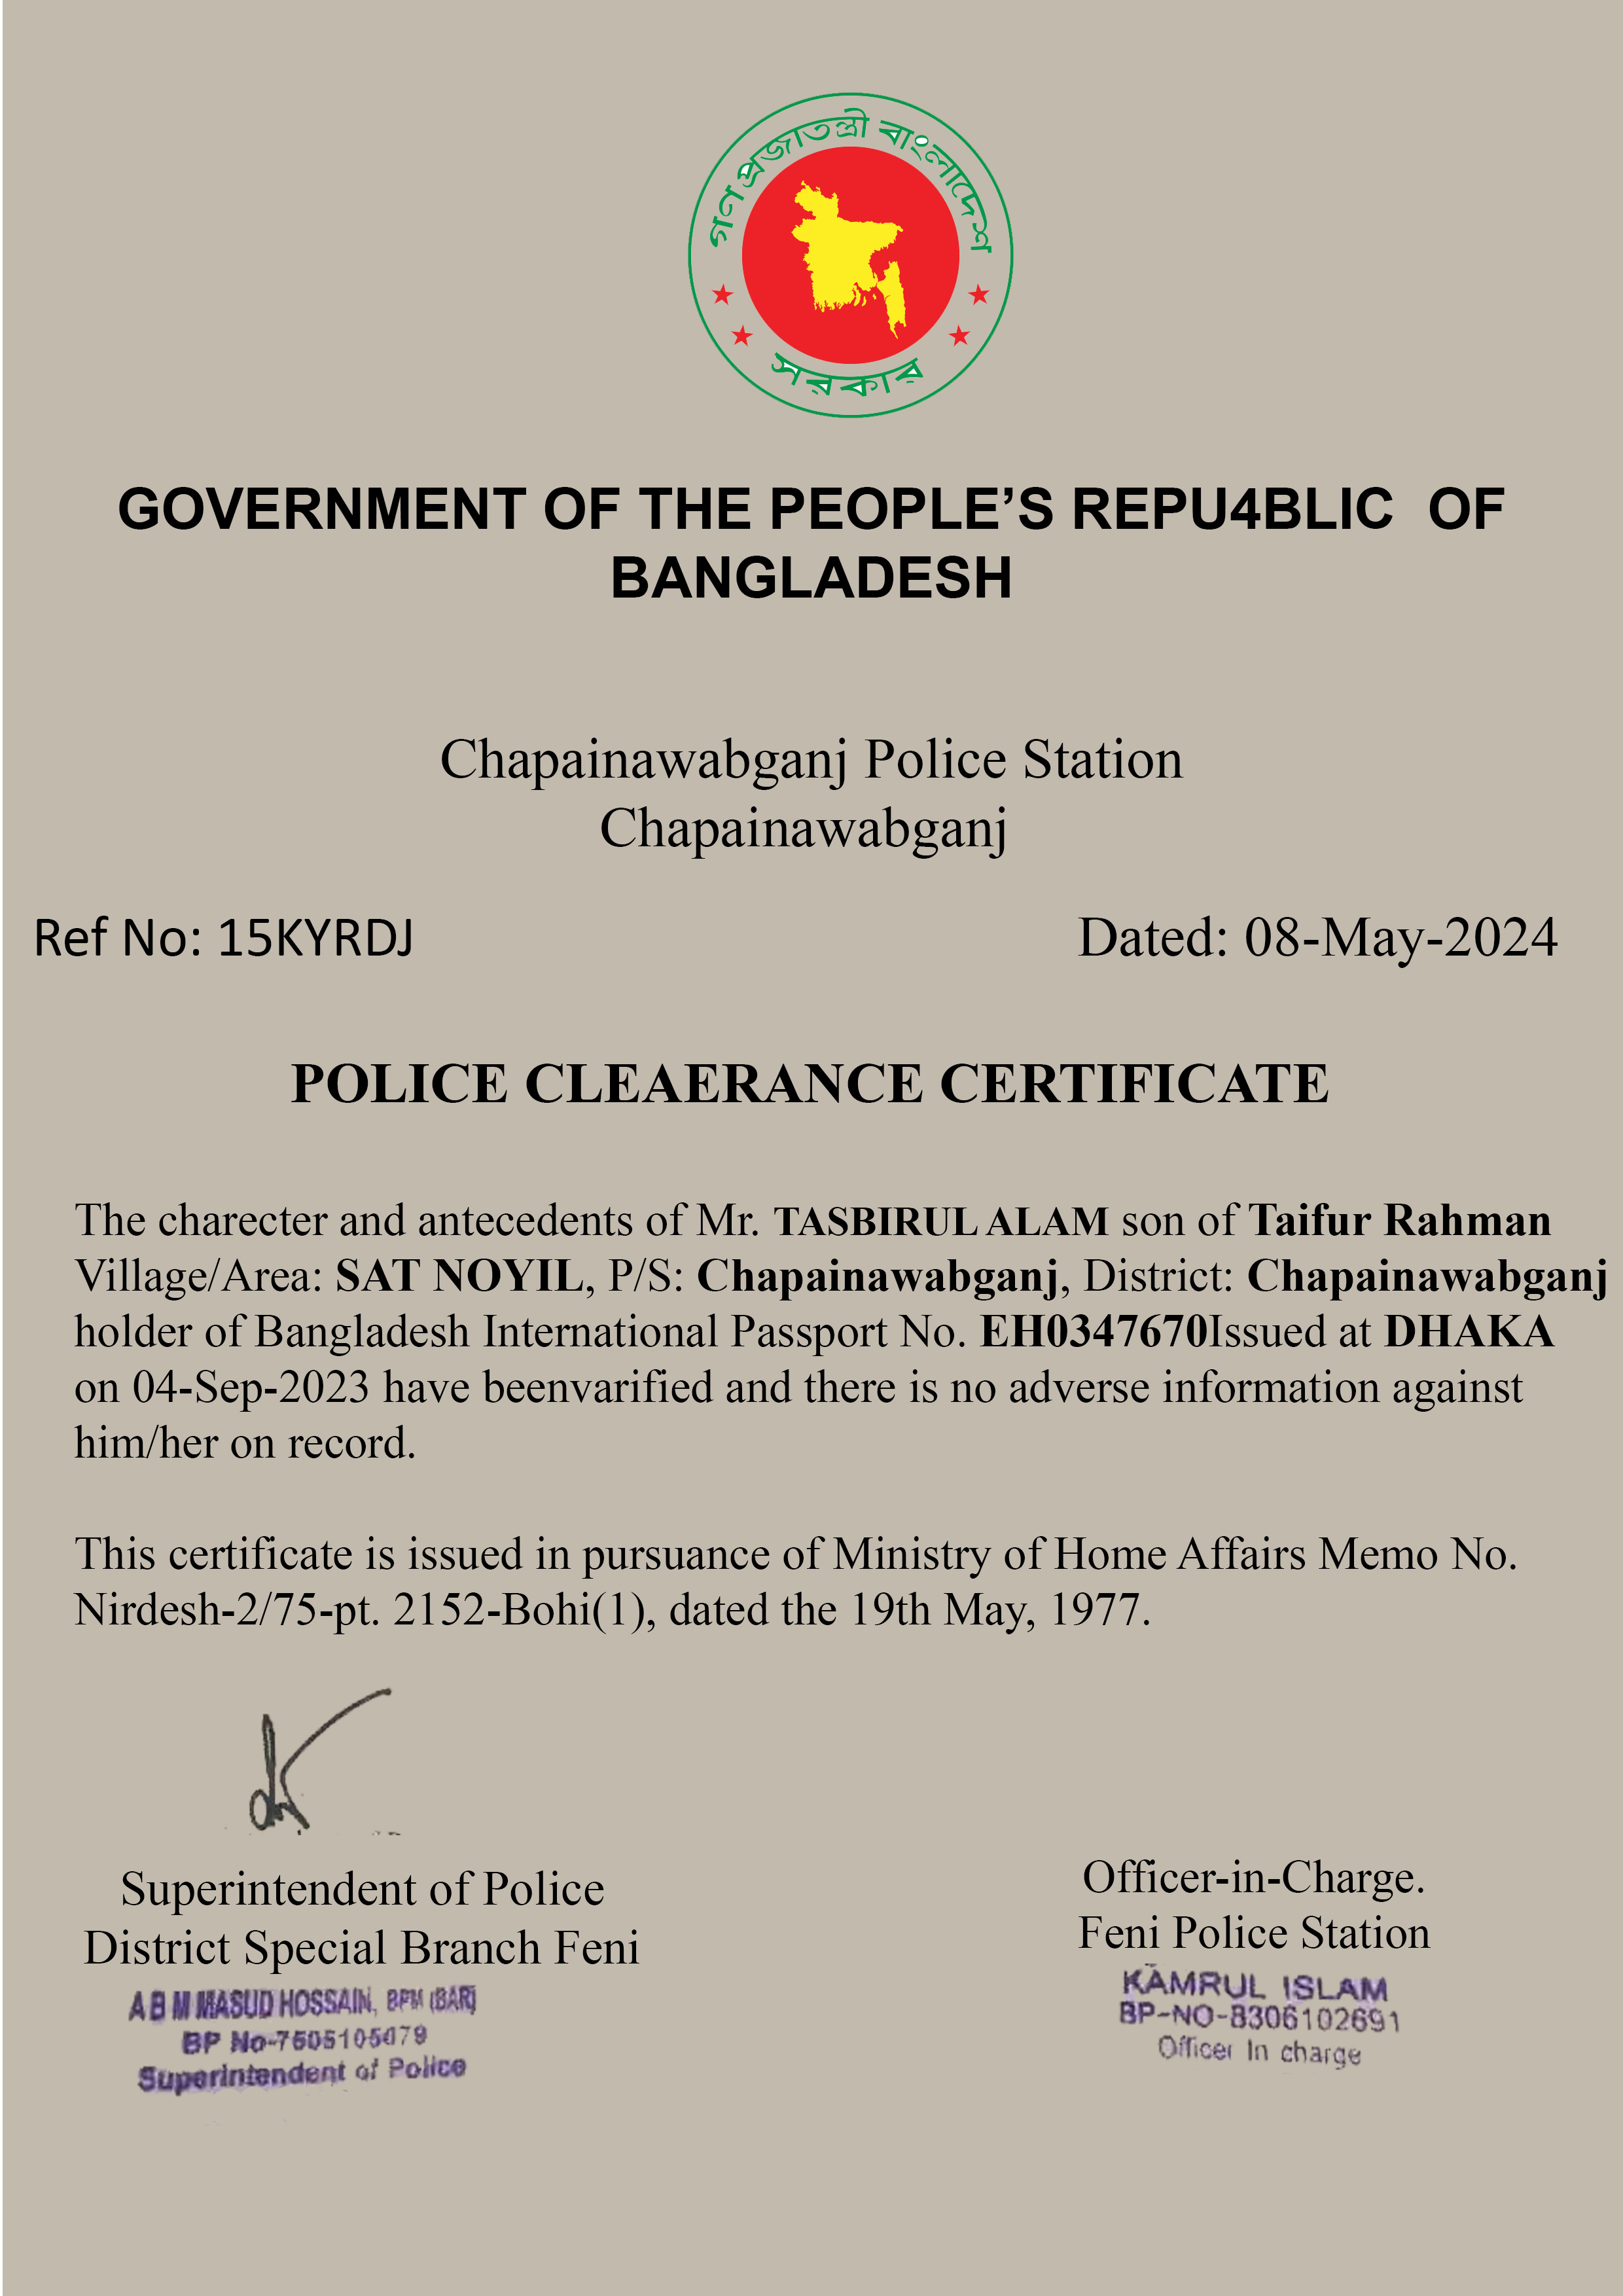 গণপ্রজাতন্ত্রী বাংলাদেশ
সরকার
GOVERNMENT OF THE PEOPLE’S REPU4BLIC OF
BANGLADESH
Chapainawabganj Police Station
Chapainawabganj
Ref No: 15KYRDJ Dated: 08-May-2024
POLICE CLEAERANCE CERTIFICATE
The charecter and antecedents of Mr. TASBIRUL ALAM son of Taifur Rahman
Village/Area: SAT NOYIL, P/S: Chapainawabganj, District: Chapainawabganj
holder of Bangladesh International Passport No. EH0347670Issued at DHAKA
on 04-Sep-2023 have beenvarified and there is no adverse information against
him/her on record.
This certificate is issued in pursuance of Ministry of Home Affairs Memo No.
Nirdesh-2/75-pt. 2152-Bohi(1), dated the 19th May, 1977.
Superintendent of Police
District Special Branch Feni
A B M MASUD HOSSAIN, BPM (BAR)
BP No-7605105079
Superintendent of Police
Officer-in-Charge.
Feni Police Station
KAMRUL ISLAM
BP-NO-8306102691
Officer In charge